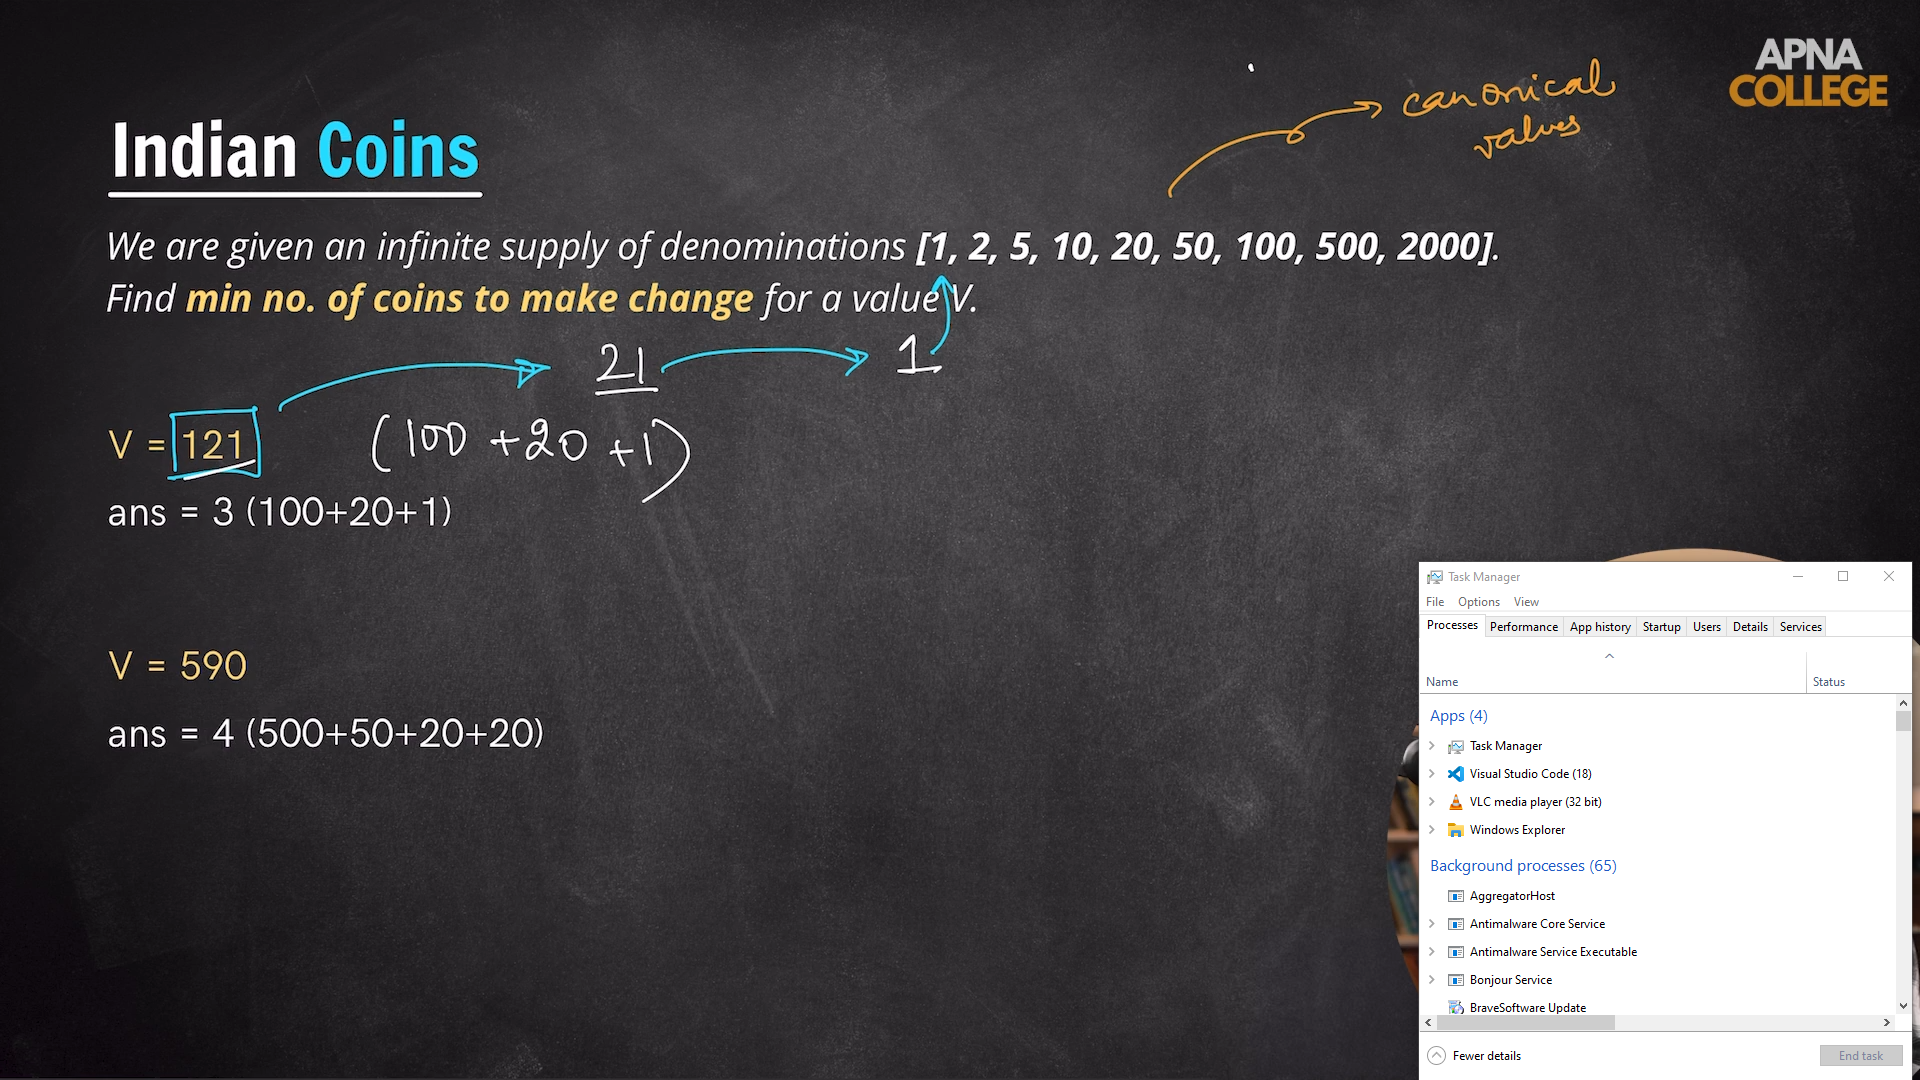 APNA
COLLEGE
canonical
values
Indian Coins
We are given an infinite supply of denominations [1, 2, 5, 10, 20, 50, 100, 500, 2000].
Find min no. of coins to make change for a value V.
21
1
V = 121
(100 +20 +1)
ans = 3 (100+20+1)
V = 590
ans = 4 (500+50+20+20)
Task Manager
File Options View
Processes Performance App history Startup Users Details Services
Name Status
Apps (4)
Task Manager
Visual Studio Code (18)
VLC media player (32 bit)
Windows Explorer
Background processes (65)
AggregatorHost
Antimalware Core Service
Antimalware Service Executable
Bonjour Service
BraveSoftware Update
Fewer details End task